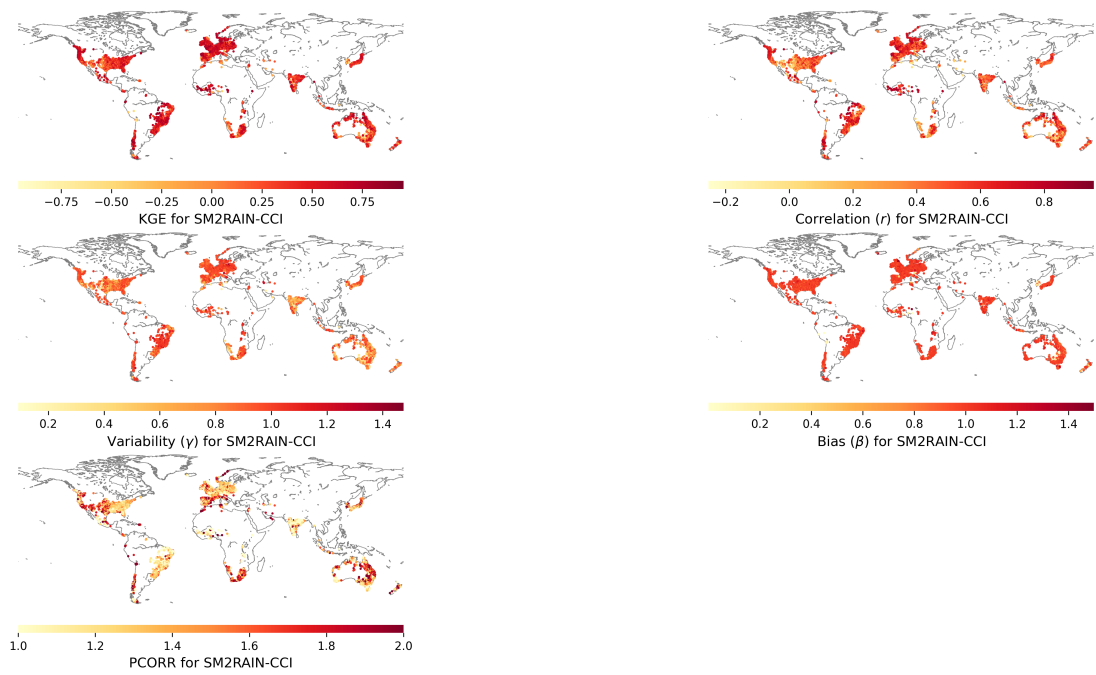 −0.75 −0.50 −0.25 0.00 0.25 0.50 0.75
KGE for SM2RAIN-CCI
−0.2 0.0 0.2 0.4 0.6 0.8
Correlation (r) for SM2RAIN-CCI
0.2 0.4 0.6 0.8 1.0 1.2 1.4
Variability (γ) for SM2RAIN-CCI
0.2 0.4 0.6 0.8 1.0 1.2 1.4
Bias (β) for SM2RAIN-CCI
1.0 1.2 1.4 1.6 1.8 2.0
PCORR for SM2RAIN-CCI